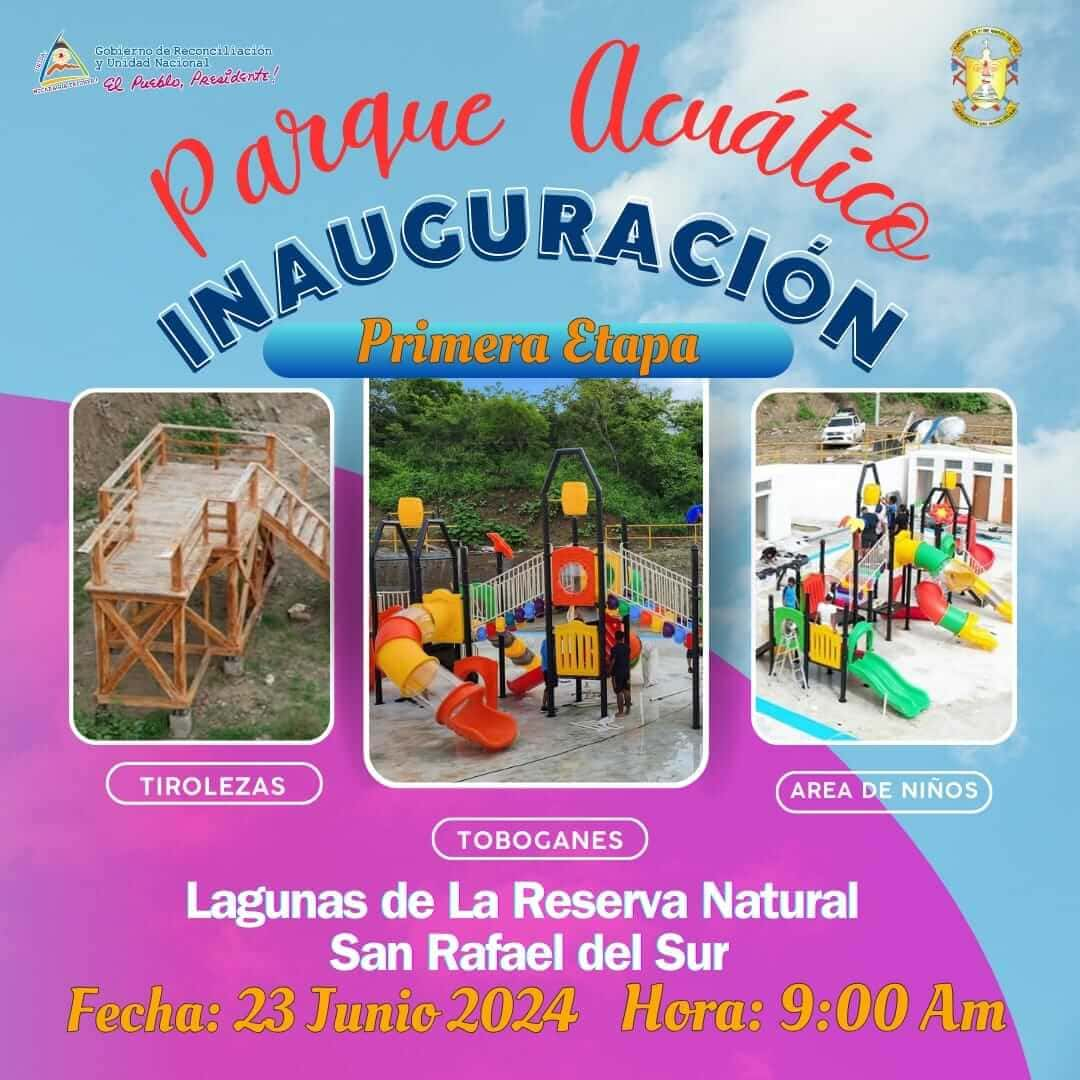 Gobierno de Reconciliación
y Unidad Nacional
El Pueblo, Presidente!
Parque Acuático
INAUGURACIÓN
Primera Etapa
TIROLEZAS
AREA DE NIÑOS
TOBOGANES
Lagunas de La Reserva Natural
San Rafael del Sur
Fecha: 23 Junio 2024 Hora: 9:00 Am